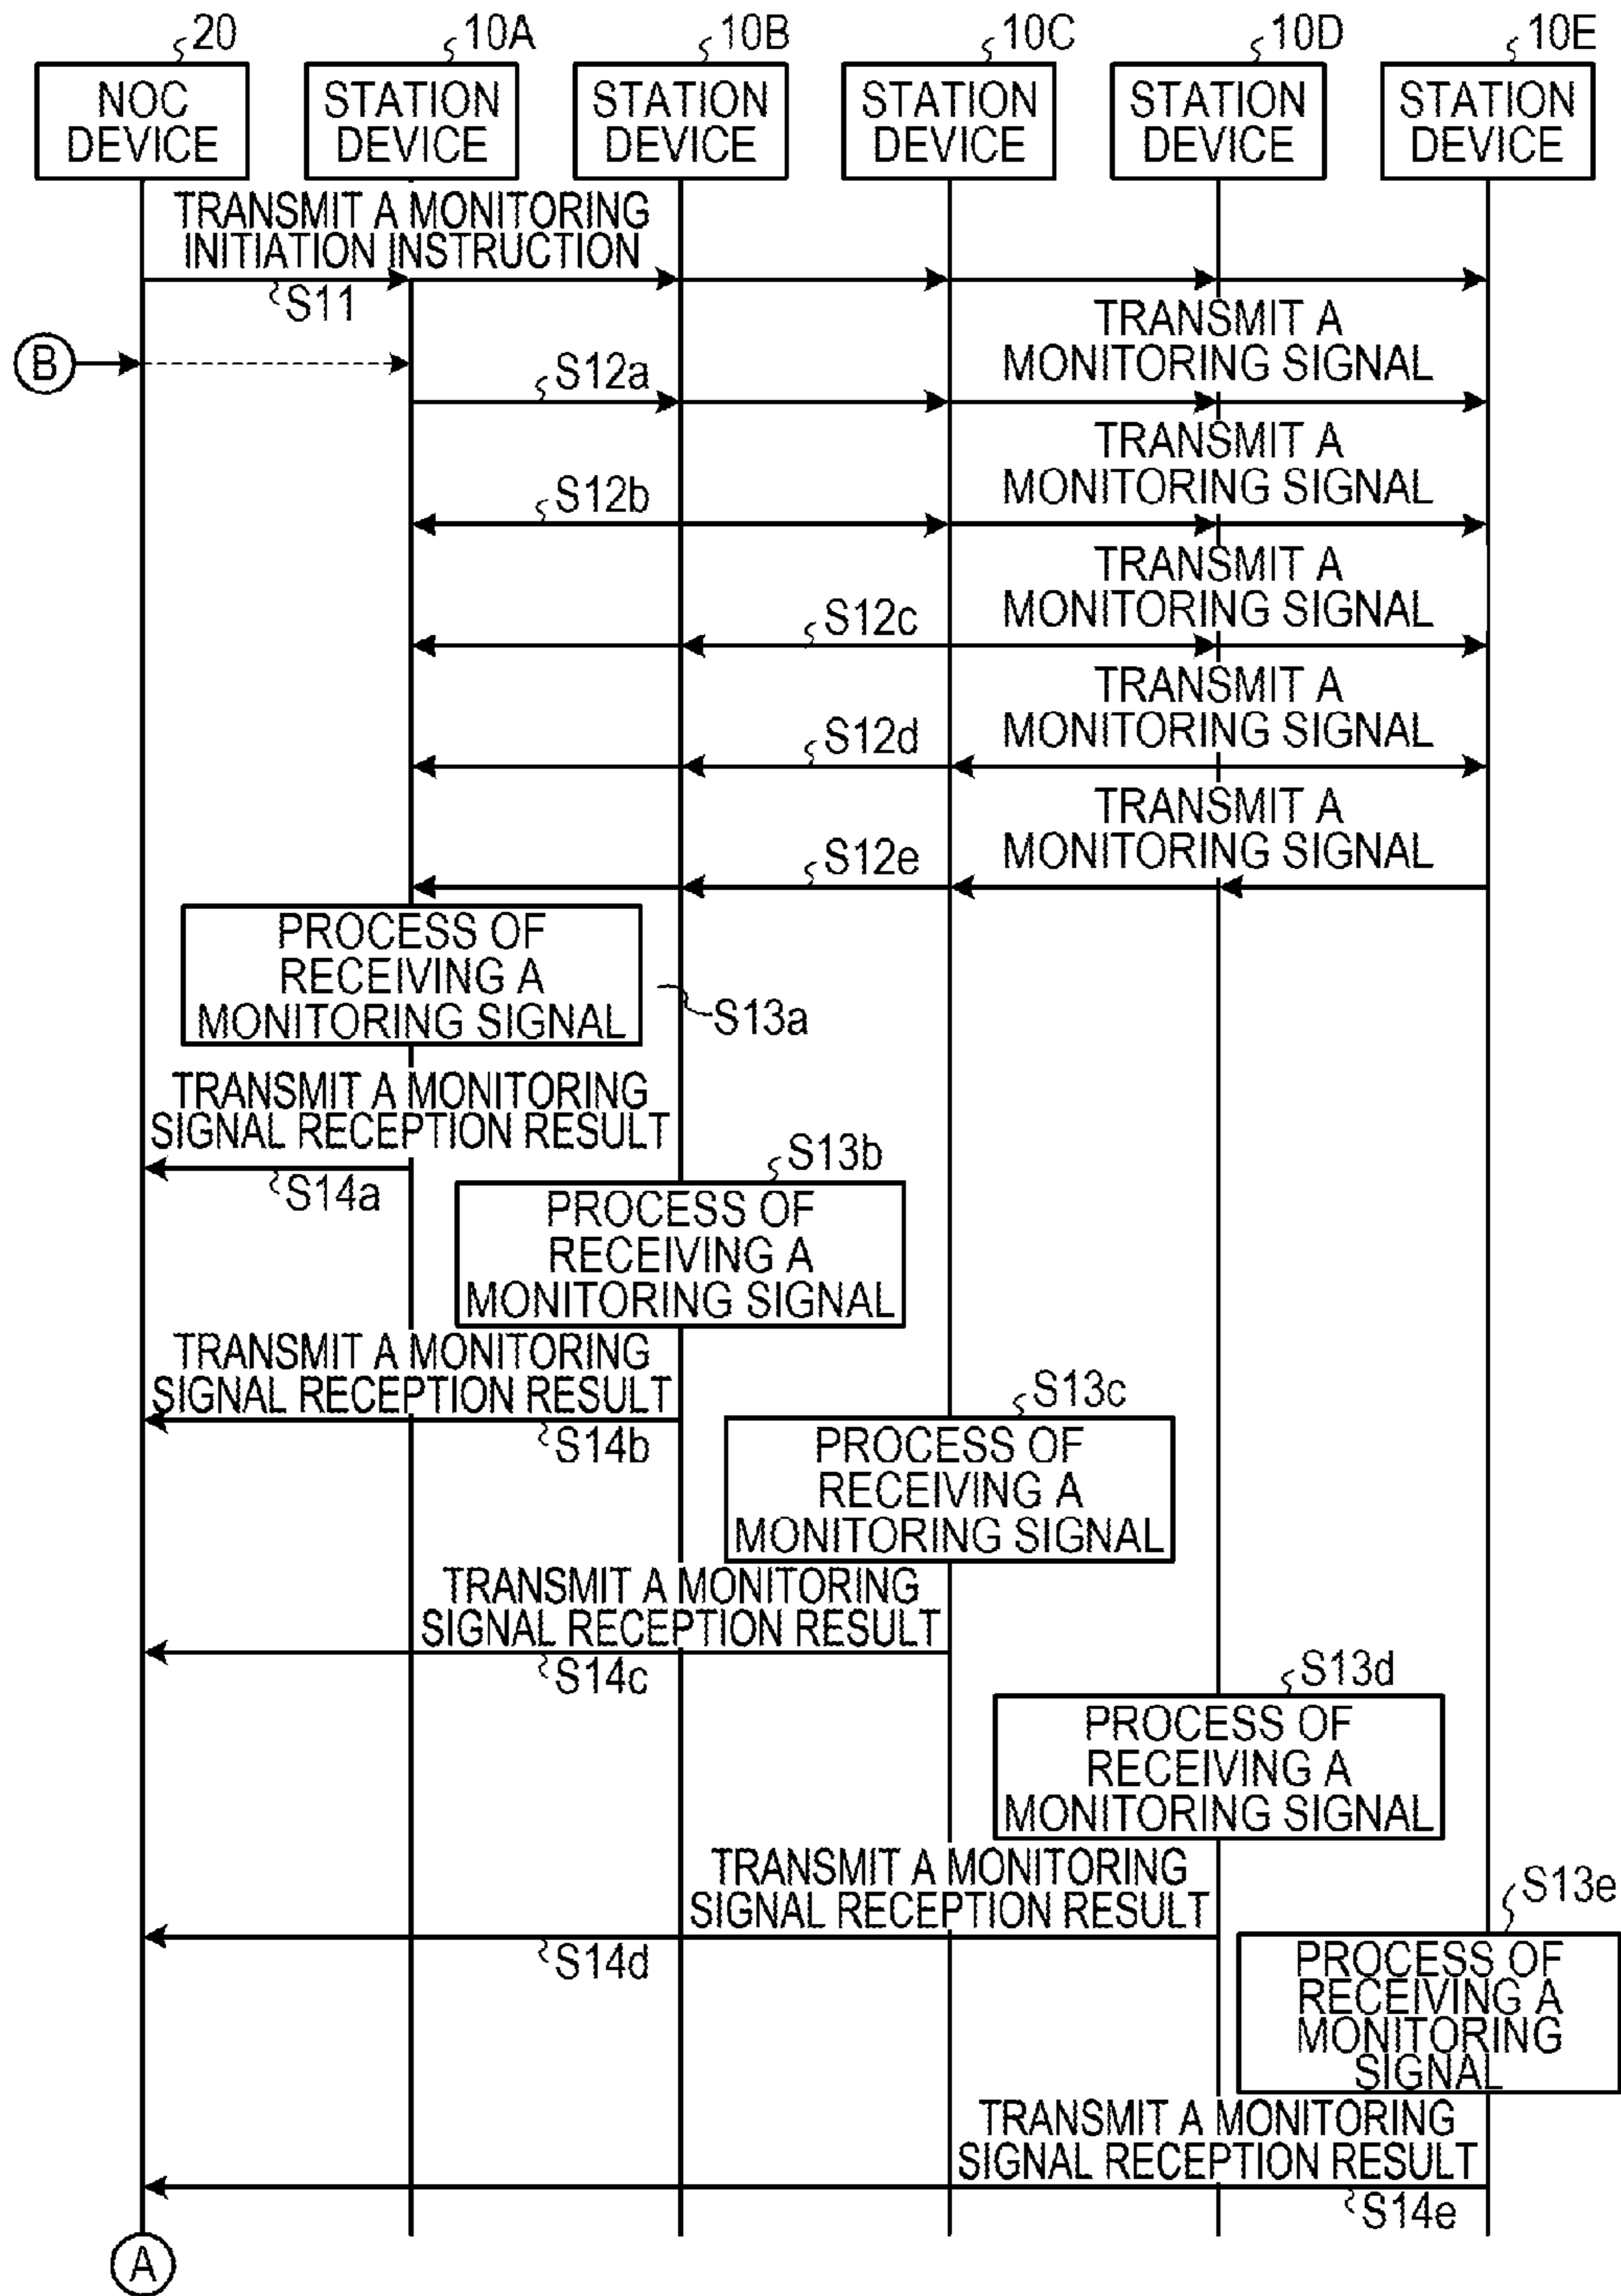 20
10A
10B
10C
10D
10E
NOC
DEVICE
STATION
DEVICE
STATION
DEVICE
STATION
DEVICE
STATION
DEVICE
STATION
DEVICE
TRANSMIT A MONITORING
INITIATION INSTRUCTION
S11
B
TRANSMIT A
MONITORING SIGNAL
S12a
TRANSMIT A
MONITORING SIGNAL
S12b
TRANSMIT A
MONITORING SIGNAL
S12c
TRANSMIT A
MONITORING SIGNAL
S12d
TRANSMIT A
MONITORING SIGNAL
S12e
PROCESS OF
RECEIVING A
MONITORING SIGNAL
S13a
TRANSMIT A MONITORING
SIGNAL RECEPTION RESULT
S14a
S13b
PROCESS OF
RECEIVING A
MONITORING SIGNAL
TRANSMIT A MONITORING
SIGNAL RECEPTION RESULT
S14b
S13c
PROCESS OF
RECEIVING A
MONITORING SIGNAL
TRANSMIT A MONITORING
SIGNAL RECEPTION RESULT
S14c
S13d
PROCESS OF
RECEIVING A
MONITORING SIGNAL
TRANSMIT A MONITORING
SIGNAL RECEPTION RESULT
S14d
S13e
PROCESS OF
RECEIVING A
MONITORING
SIGNAL
TRANSMIT A MONITORING
SIGNAL RECEPTION RESULT
S14e
A